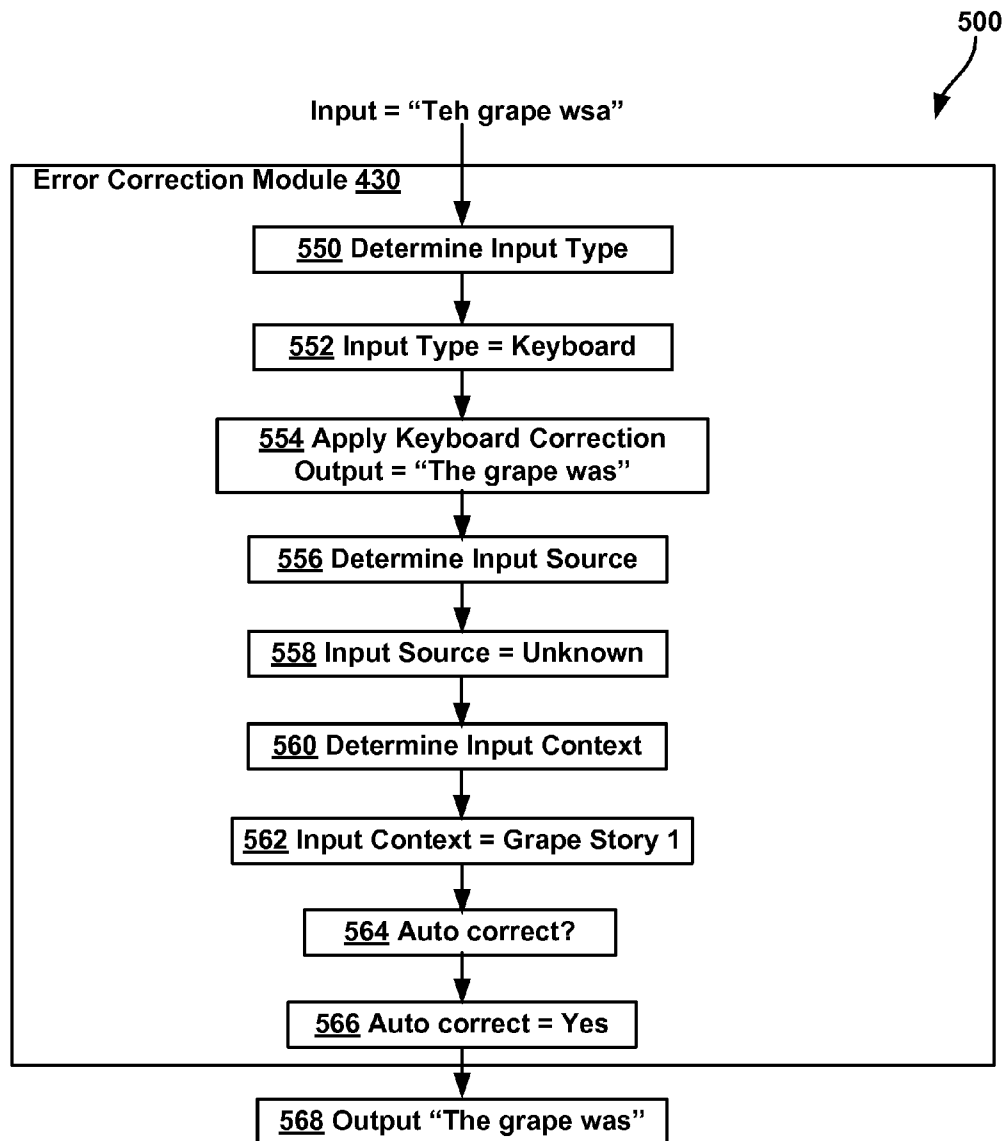 500
Input = “Teh grape wsa”
Error Correction Module 430
550 Determine Input Type
552 Input Type = Keyboard
554 Apply Keyboard Correction
Output = “The grape was”
556 Determine Input Source
558 Input Source = Unknown
560 Determine Input Context
562 Input Context = Grape Story 1
564 Auto correct?
566 Auto correct = Yes
568 Output “The grape was”